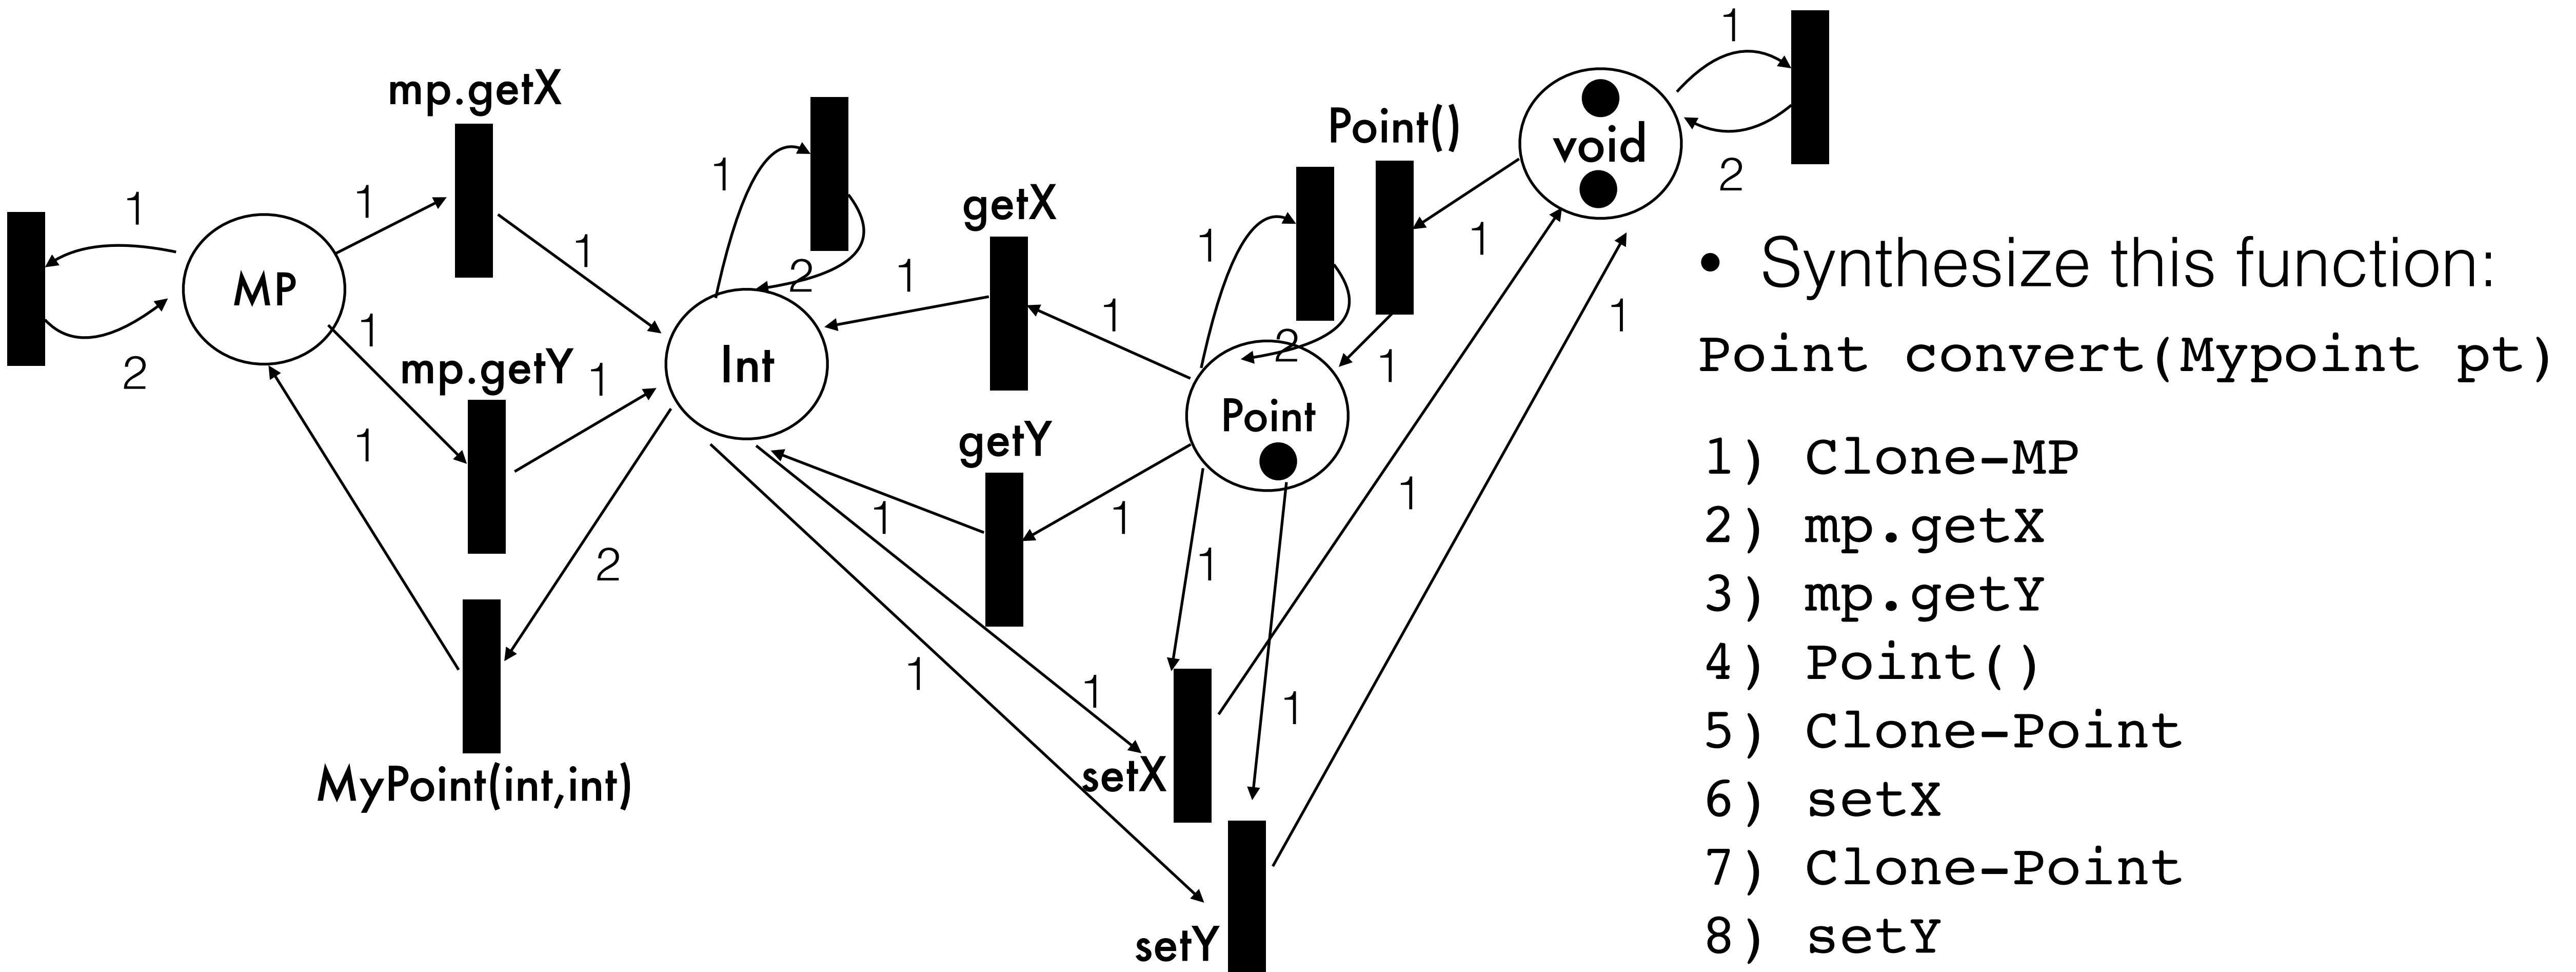 mp.getX
1
1
1
1
2
MP
1
mp.getY
1
1
2
MyPoint(int,int)
1
2
Int
getX
1
1
getY
1
1
1
2
Point()
1
1
Point
1
1
1
1
setX
setY
void
1
2
1
1
• Synthesize this function:
Point convert(Mypoint pt)
1) Clone-MP
2) mp.getX
3) mp.getY
4) Point()
5) Clone-Point
6) setX
7) Clone-Point
8) setY